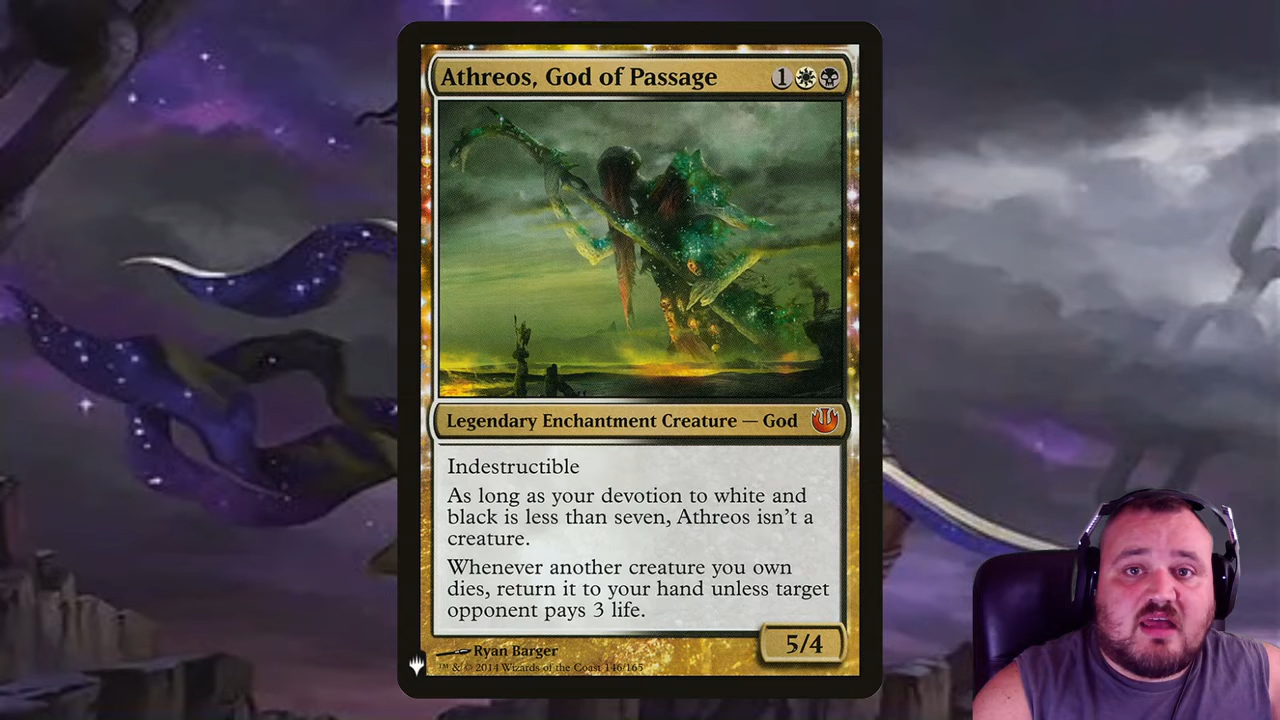 Athreos, God of Passage 1
Legendary Enchantment Creature — God
Indestructible
As long as your devotion to white and
black is less than seven, Athreos isn't a
creature.
Whenever another creature you own
dies, return it to your hand unless target
opponent pays 3 life.
5/4
Ryan Barger
™ & © 2014 Wizards of the Coast 146/165